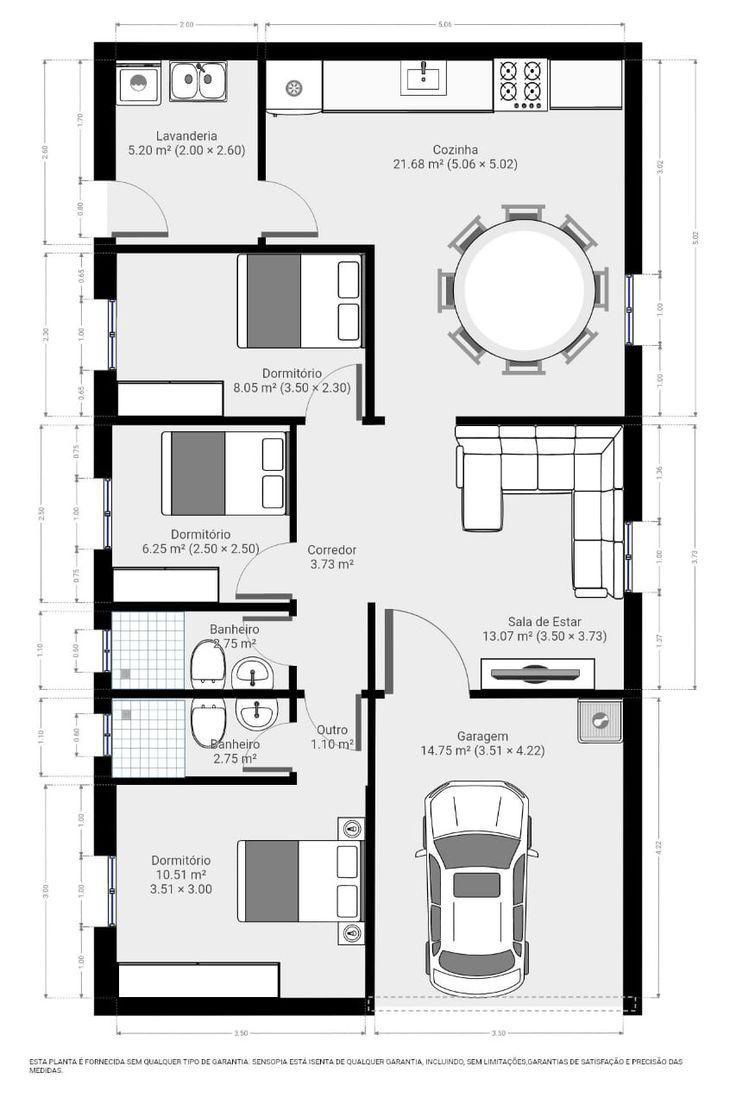 2.00
5.06
1.70
2.60
0.80
Lavanderia
5.20 m² (2.00 × 2.60)
Cozinha
21.68 m² (5.06 × 5.02)
3.02
5.02
1.00
1.00
0.65
2.30
1.00
0.65
Dormitório
8.05 m² (3.50 × 2.30)
0.75
2.50
1.00
0.75
Dormitório
6.25 m² (2.50 × 2.50)
Corredor
3.73 m²
1.36
1.00
3.73
1.37
Sala de Estar
13.07 m² (3.50 × 3.73)
1.10
0.60
Banheiro
2.75 m²
1.10
0.60
Banheiro
2.75 m²
Outro
1.10 m²
Garagem
14.75 m² (3.51 × 4.22)
Dormitório
10.51 m²
3.51 × 3.00
1.00
3.00
1.00
1.00
4.22
3.50
3.50
ESTA PLANTA É FORNECIDA SEM QUALQUER TIPO DE GARANTIA. SENSOPIA ESTÁ ISENTA DE QUALQUER GARANTIA, INCLUINDO, SEM LIMITAÇÕES,GARANTIAS DE SATISFAÇÃO E PRECISÃO DAS
MEDIDAS.